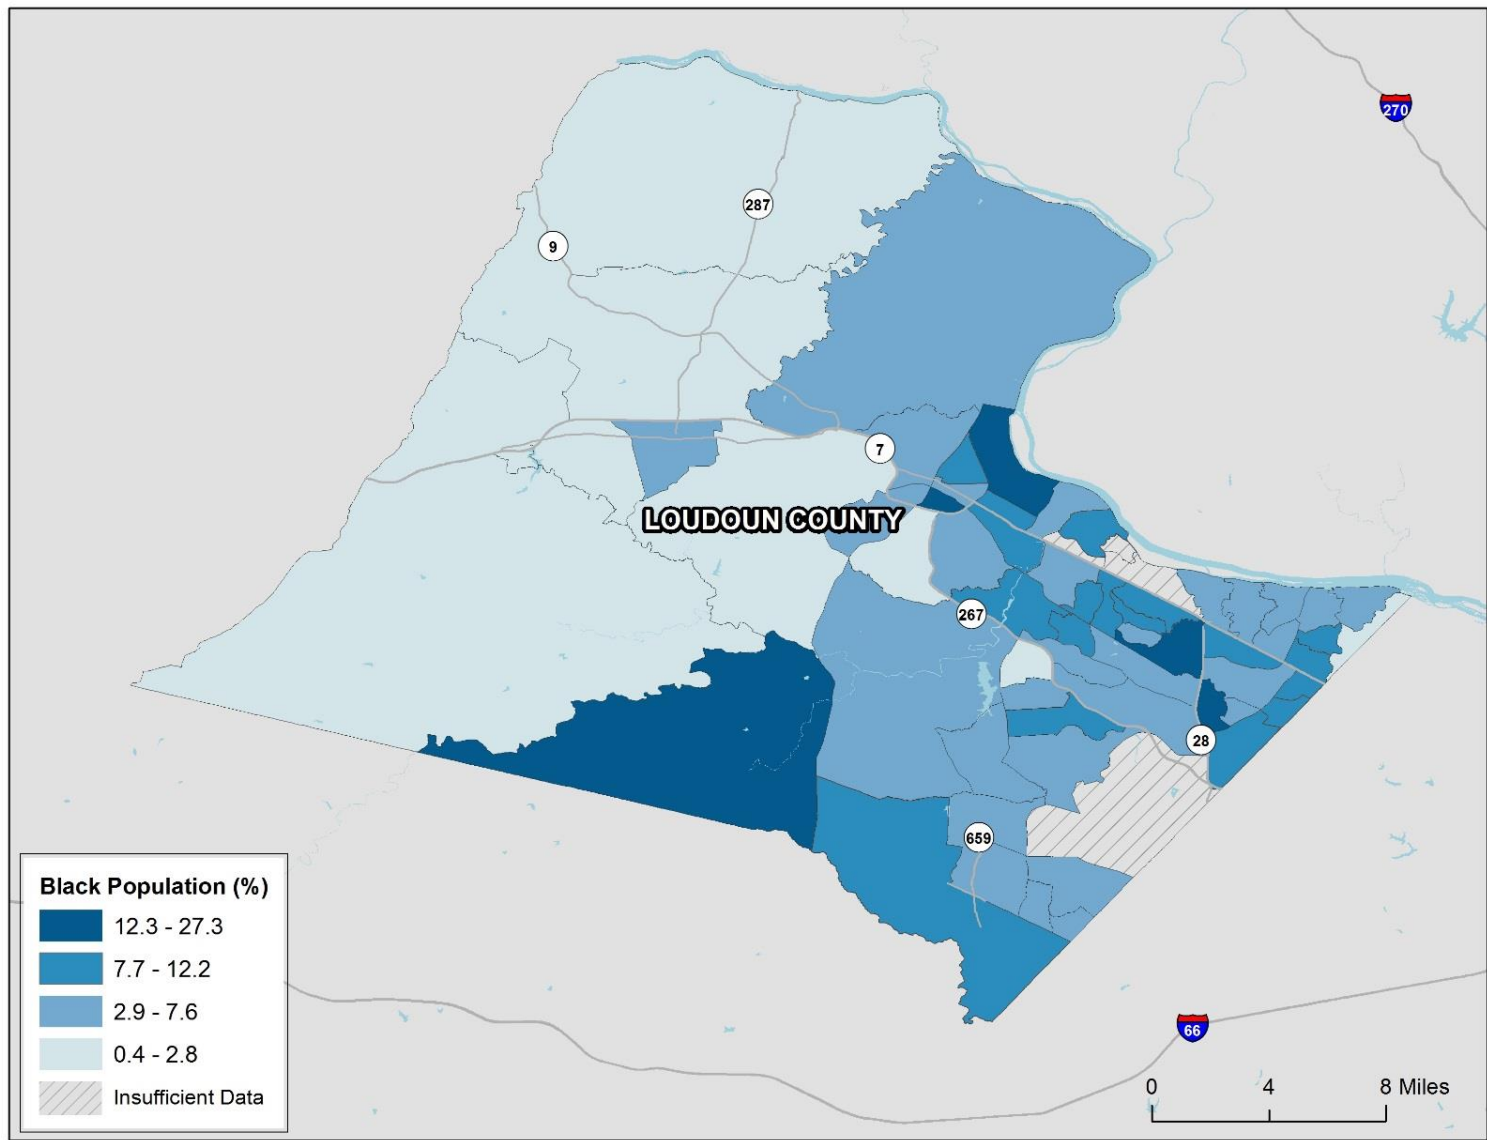 270
287
9
7
LOUDOUN COUNTY
267
28
659
Black Population (%)
12.3 - 27.3
7.7 - 12.2
2.9 - 7.6
0.4 - 2.8
Insufficient Data
66
0 4 8 Miles